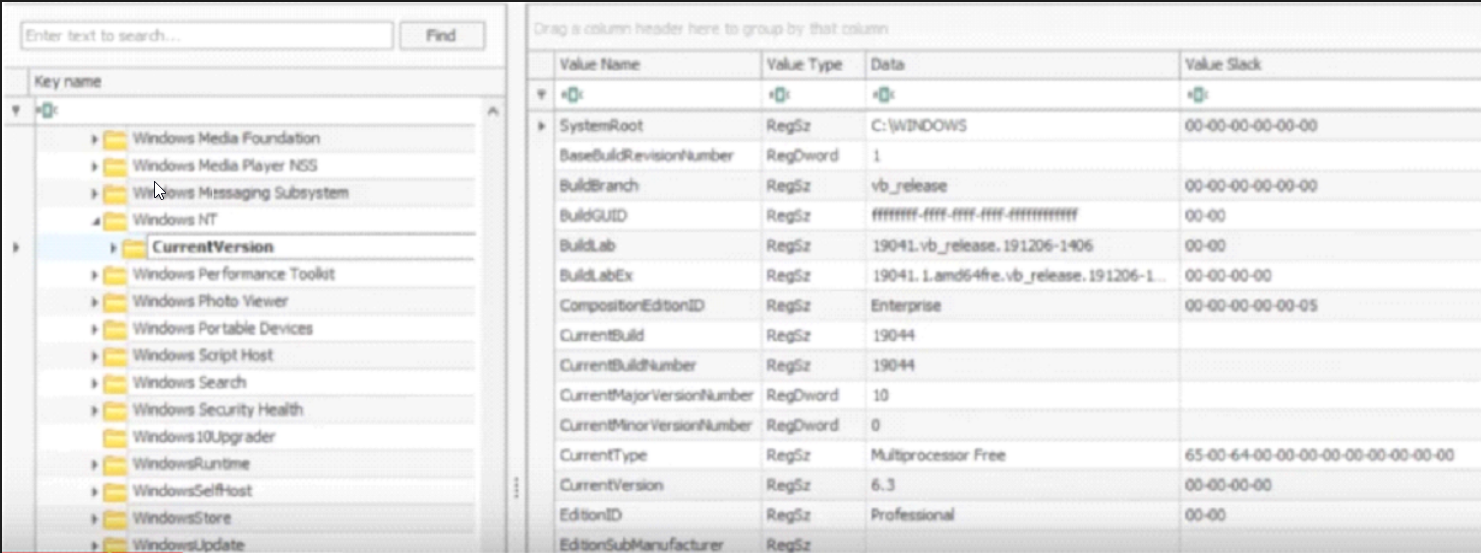 Enter text to search... Find
Key name
Windows Media Foundation
Windows Media Player NSS
Windows Messaging Subsystem
Windows NT
CurrentVersion
Windows Performance Toolkit
Windows Photo Viewer
Windows Portable Devices
Windows Script Host
Windows Search
Windows Security Health
Windows10Upgrader
WindowsRuntime
WindowsSelfHost
WindowsStore
WindowsUpdate
Drag a column header here to group by that column
Value Name Value Type Data Value Slack
SystemRoot RegSz C:\WINDOWS 00-00-00-00-00-00
BaseBuildRevisionNumber RegDword 1
BuildBranch RegSz vb_release 00-00-00-00-00-00
BuildGUID RegSz ffffffff-ffff-ffff-ffff-ffffffffffff 00-00
BuildLab RegSz 19041.vb_release.191206-1406 00-00
BuildLabEx RegSz 19041.1.amd64fre.vb_release.191206-1... 00-00-00-00
CompositionEditionID RegSz Enterprise 00-00-00-00-00-05
CurrentBuild RegSz 19044
CurrentBuildNumber RegSz 19044
CurrentMajorVersionNumber RegDword 10
CurrentMinorVersionNumber RegDword 0
CurrentType RegSz Multiprocessor Free 65-00-64-00-00-00-00-00-00-00-00-00
CurrentVersion RegSz 6.3 00-00-00-00
EditionID RegSz Professional 00-00
EditionSubManufacturer RegSz